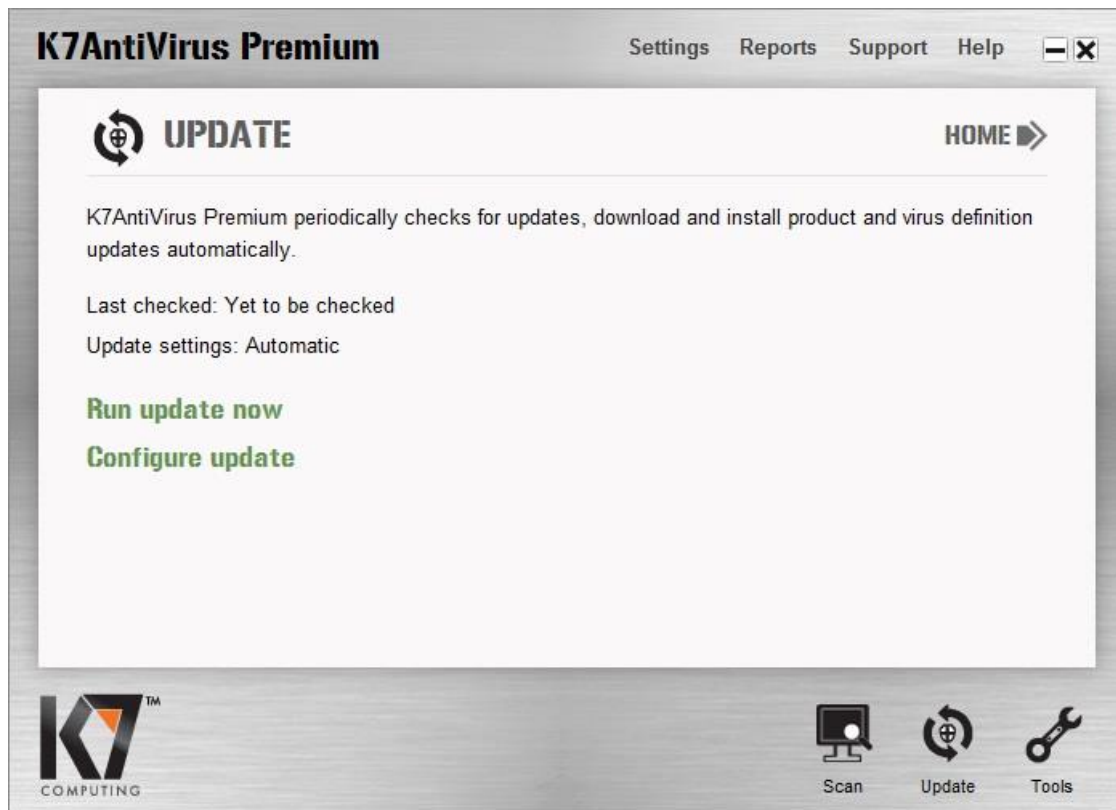 K7AntiVirus Premium
Settings Reports Support Help
UPDATE
HOME
K7AntiVirus Premium periodically checks for updates, download and install product and virus definition
updates automatically.
Last checked: Yet to be checked
Update settings: Automatic
Run update now
Configure update
K7 TM
COMPUTING
Scan Update Tools